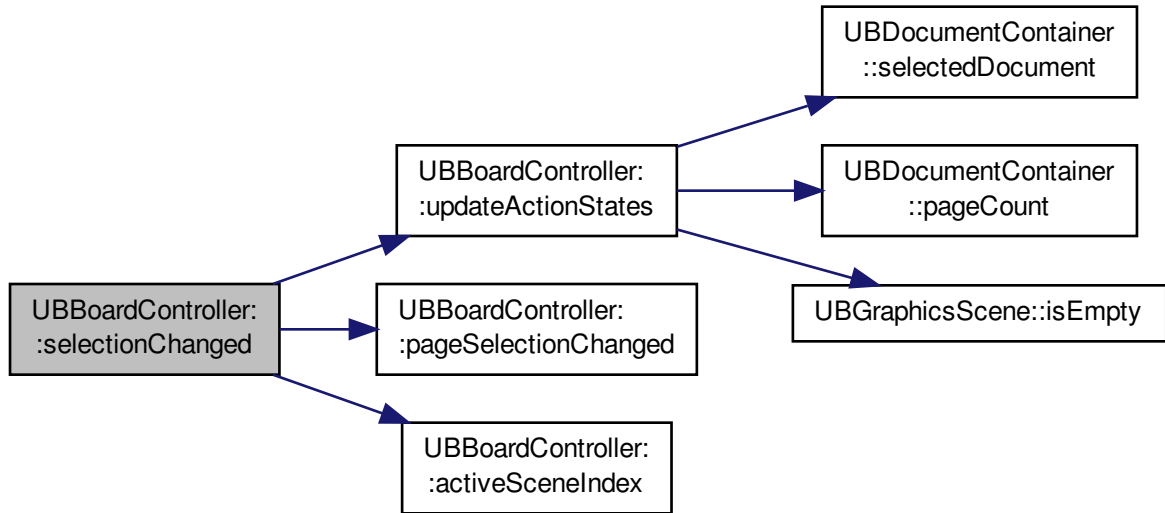 UBDocumentContainer
::selectedDocument
UBBoardController:
:updateActionStates
UBDocumentContainer
::pageCount
UBBoardController:
:selectionChanged
UBBoardController:
:pageSelectionChanged
UBGraphicsScene::isEmpty
UBBoardController:
:activeSceneIndex